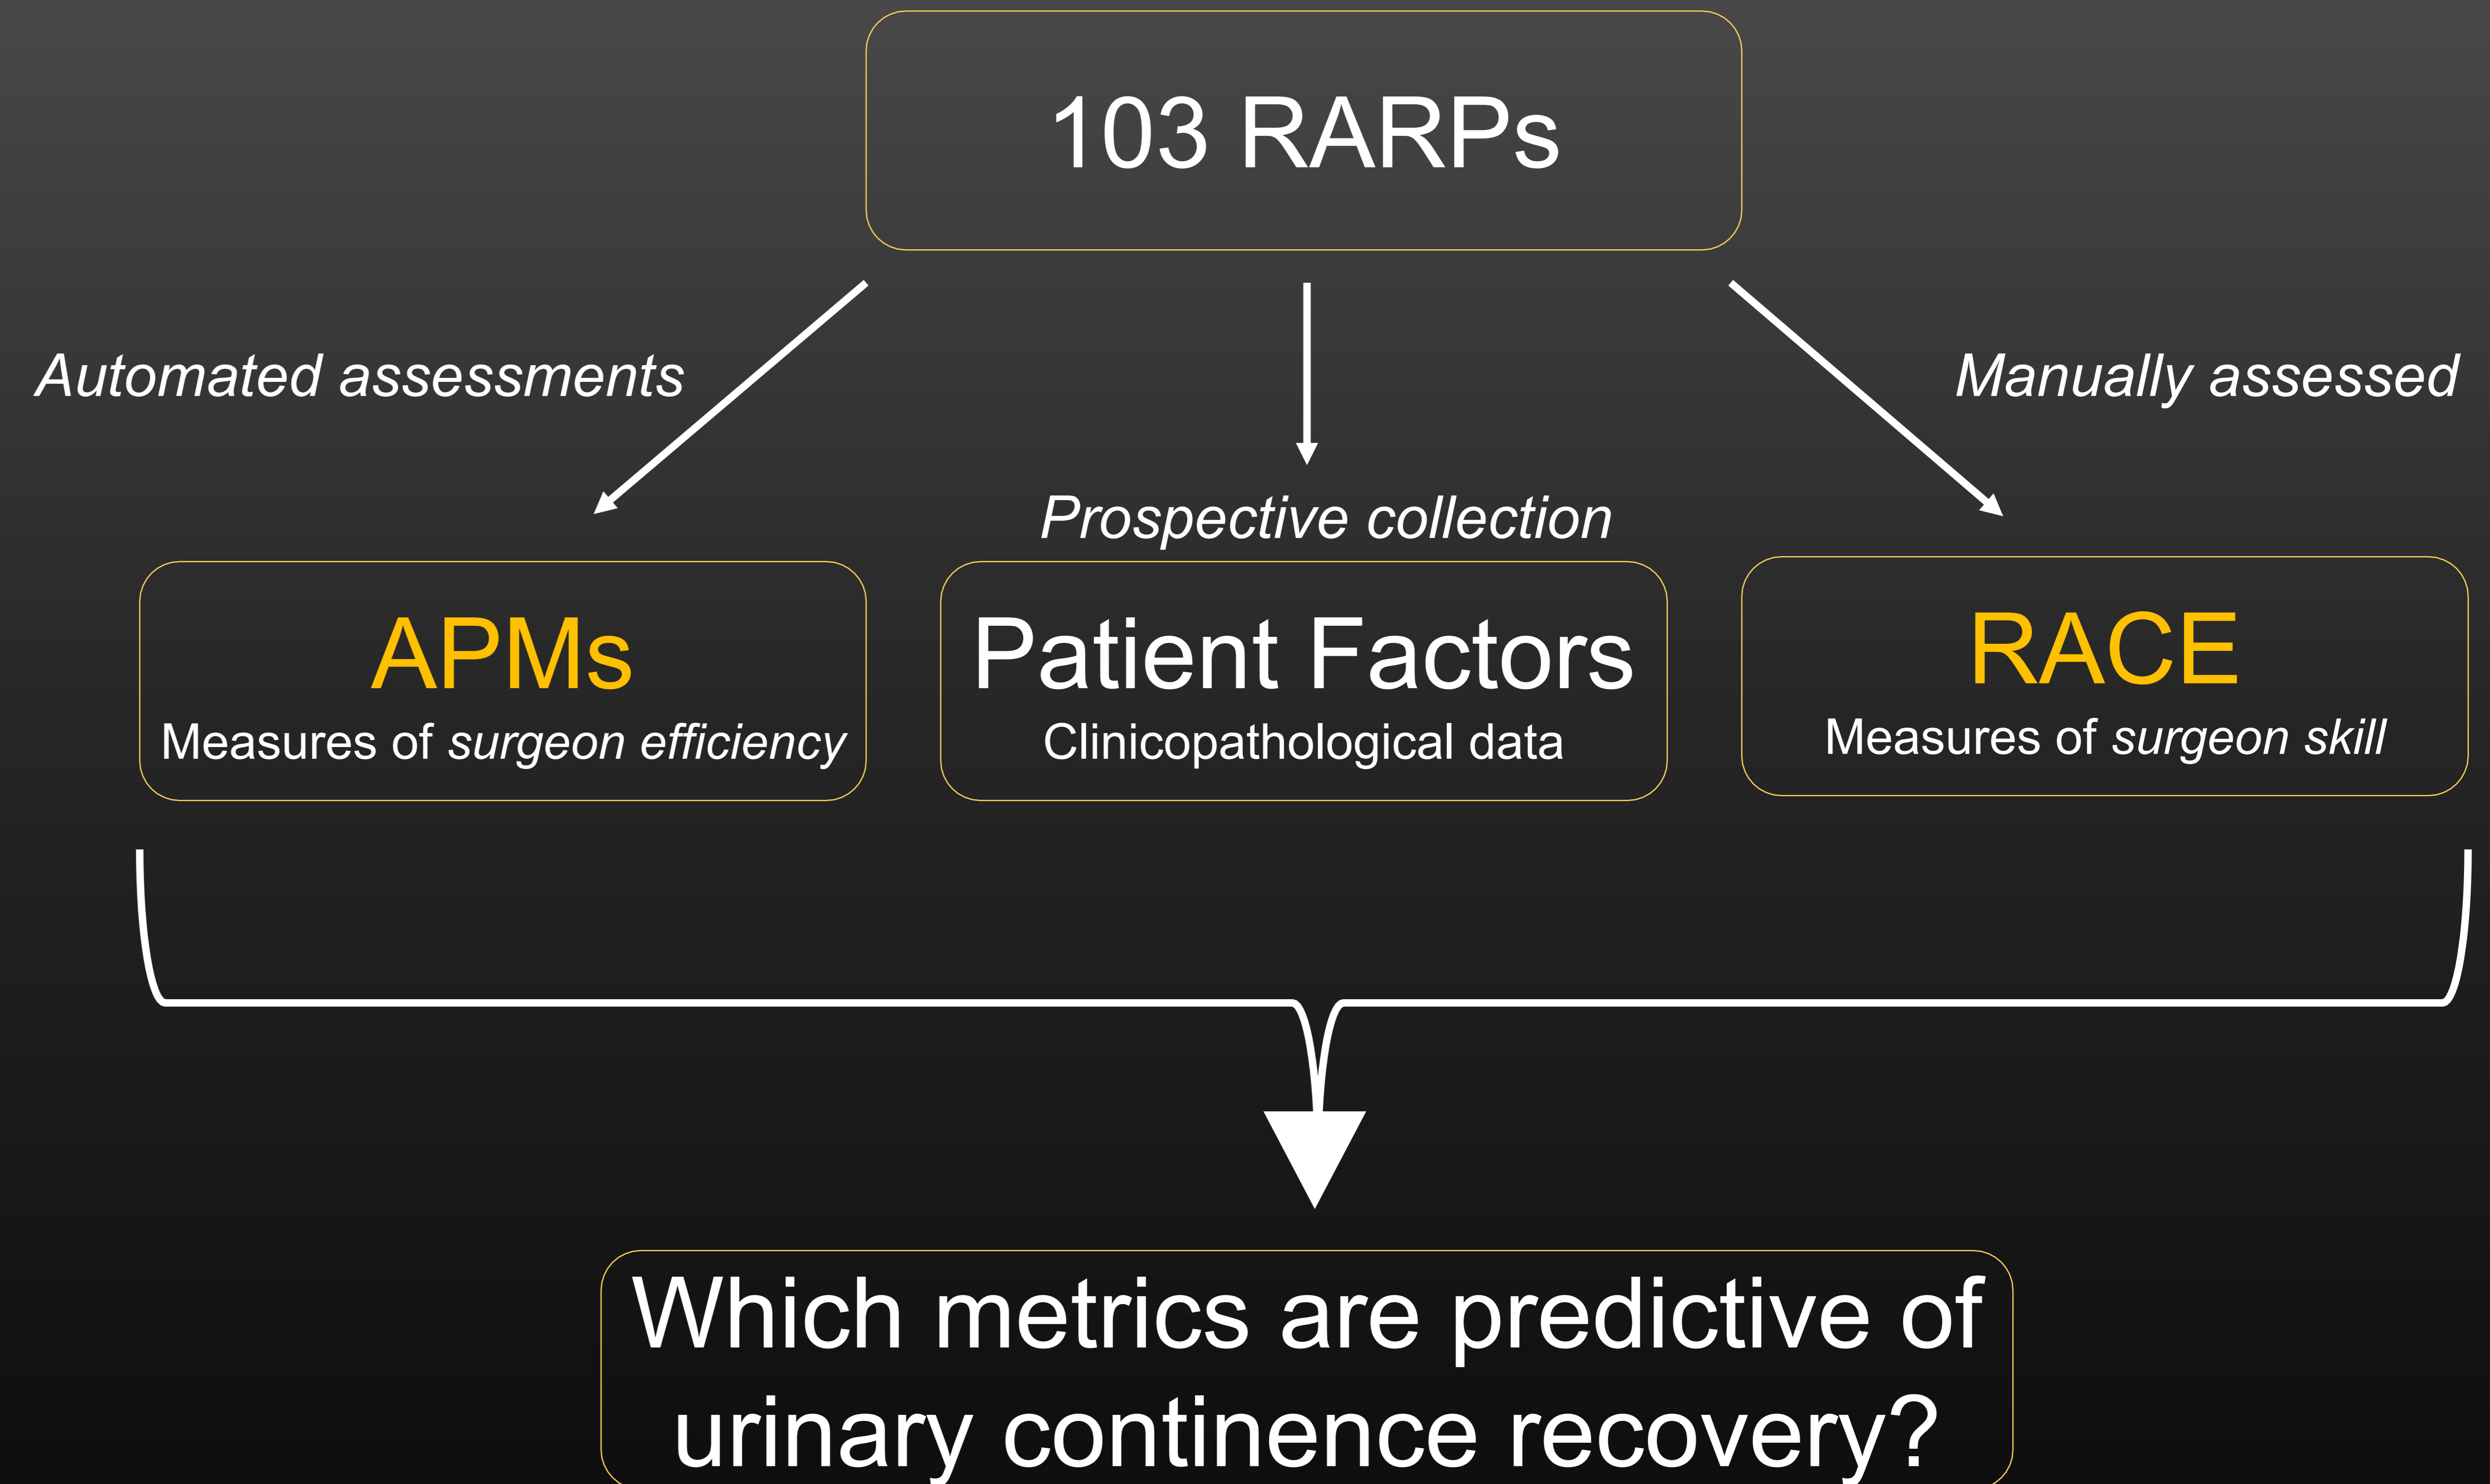 103 RARPs
Automated assessments
Manually assessed
Prospective collection
APMs
Measures of surgeon efficiency
Patient Factors
Clinicopathological data
RACE
Measures of surgeon skill
Which metrics are predictive of
urinary continence recovery?